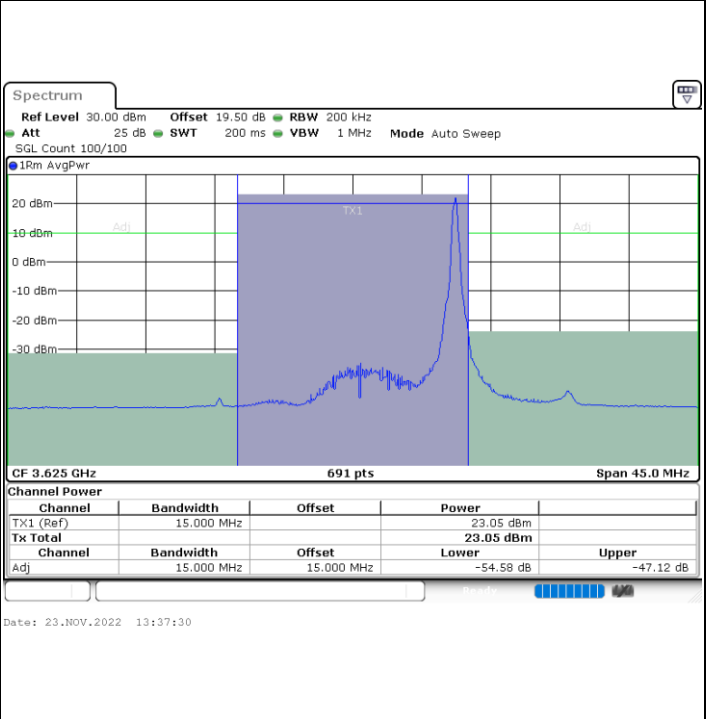 Spectrum
Ref Level 30.00 dBm Offset 19.50 dB RBW 200 kHz
Att 25 dB SWT 200 ms VBW 1 MHz Mode Auto Sweep
SGL Count 100/100
1Rm AvgPwr
20 dBm
TX1
Adj Adj
10 dBm
0 dBm
-10 dBm
-20 dBm
-30 dBm
CF 3.625 GHz 691 pts Span 45.0 MHz
Channel Power
Channel Bandwidth Offset Power
TX1 (Ref) 15.000 MHz 23.05 dBm
Tx Total 23.05 dBm
Channel Bandwidth Offset Lower Upper
Adj 15.000 MHz 15.000 MHz -54.58 dB -47.12 dB
Ready
Date: 23.NOV.2022 13:37:30